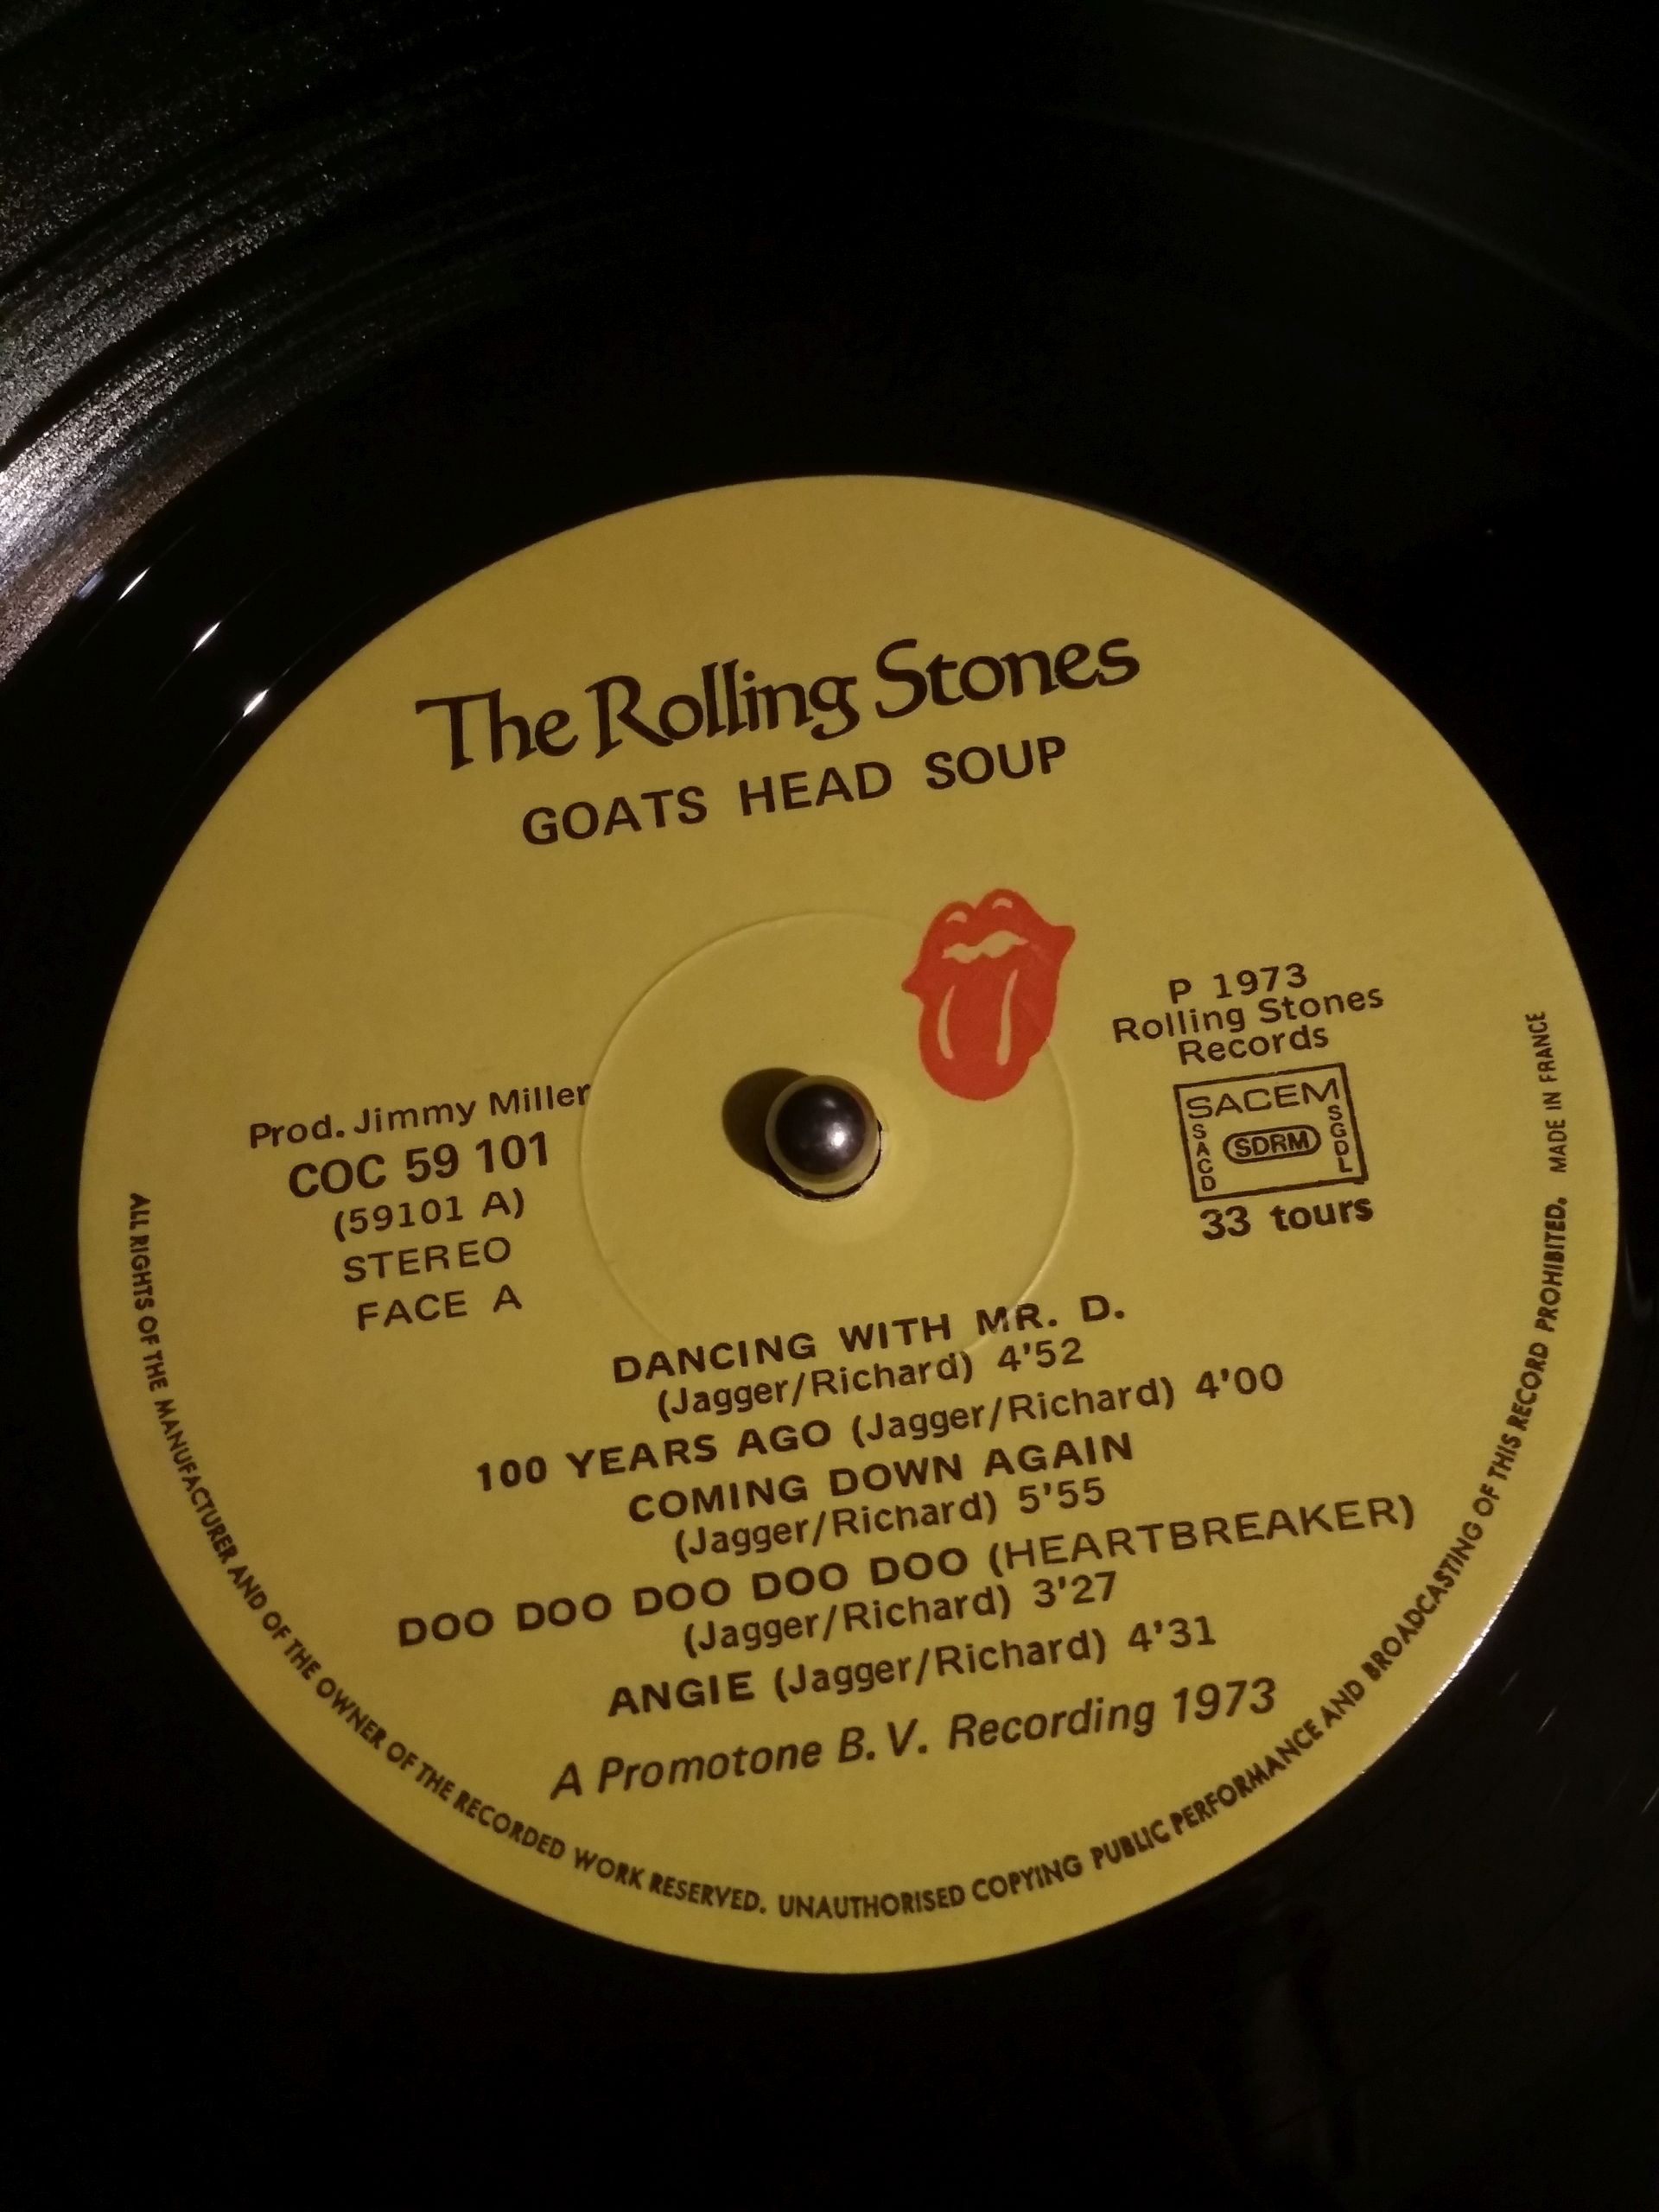 The Rolling Stones
GOATS HEAD SOUP
Prod. Jimmy Miller
COC 59 101
(59101 A)
STEREO
FACE A
P 1973
Rolling Stones
Records
SACEM
SACD
SDRM
SGDL
33 tours
DANCING WITH MR. D.
(Jagger/Richard) 4'52
100 YEARS AGO (Jagger/Richard) 4'00
COMING DOWN AGAIN
(Jagger/Richard) 5'55
DOO DOO DOO DOO DOO (HEARTBREAKER)
(Jagger/Richard) 3'27
ANGIE (Jagger/Richard) 4'31
A Promotone B. V. Recording 1973
ALL RIGHTS OF THE MANUFACTURER AND OF THE OWNER OF THE RECORDED WORK RESERVED. UNAUTHORISED COPYING PUBLIC PERFORMANCE AND BROADCASTING OF THIS RECORD PROHIBITED. MADE IN FRANCE